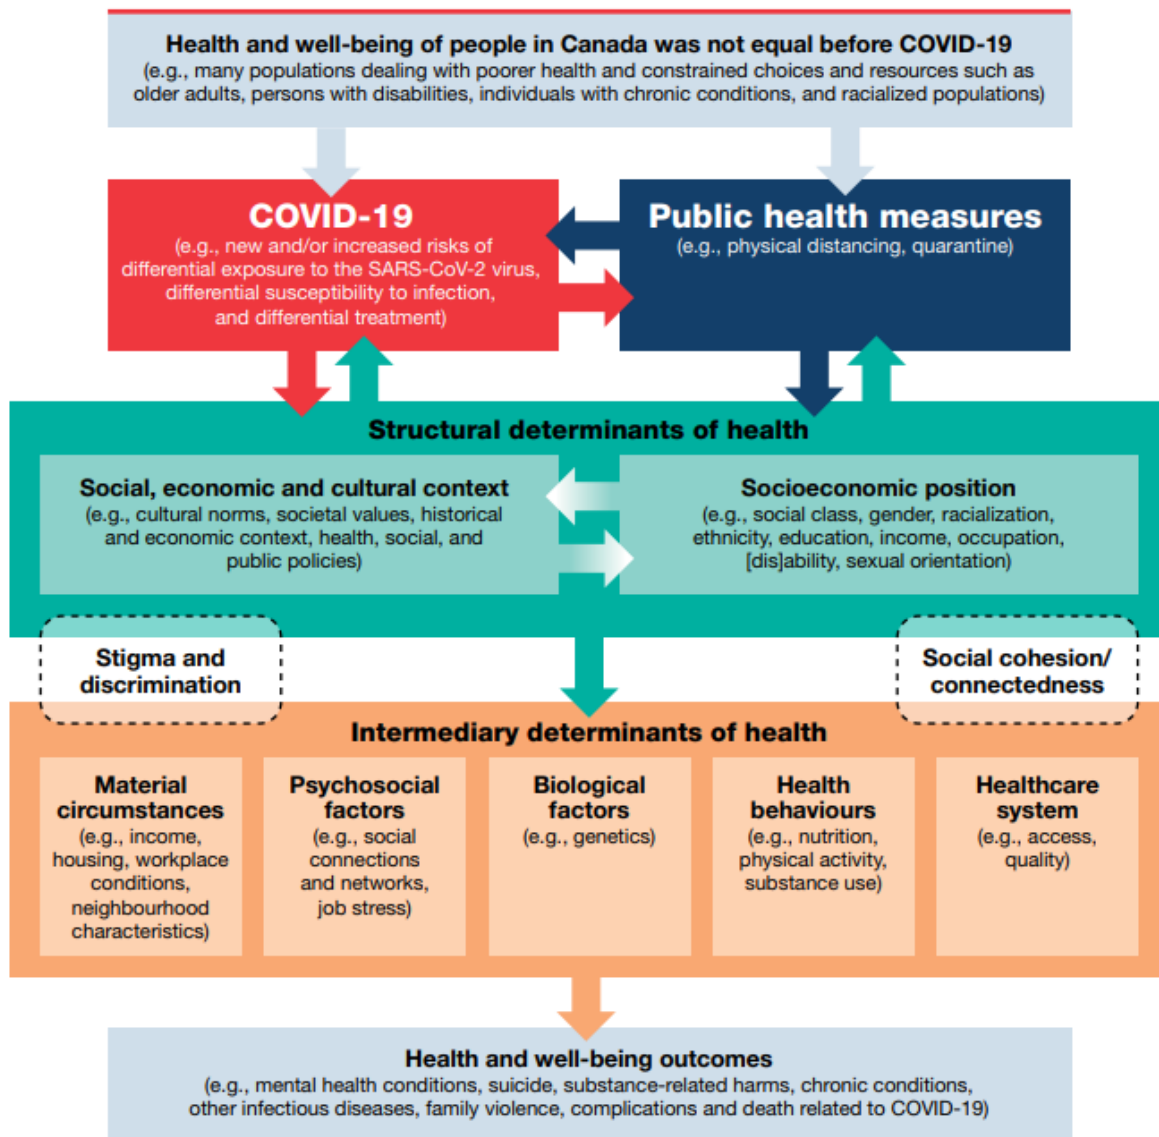 Health and well-being of people in Canada was not equal before COVID-19
(e.g., many populations dealing with poorer health and constrained choices and resources such as
older adults, persons with disabilities, individuals with chronic conditions, and racialized populations)
COVID-19
(e.g., new and/or increased risks of
differential exposure to the SARS-CoV-2 virus,
differential susceptibility to infection,
and differential treatment)
Public health measures
(e.g., physical distancing, quarantine)
Structural determinants of health
Social, economic and cultural context
(e.g., cultural norms, societal values, historical
and economic context, health, social, and
public policies)
Socioeconomic position
(e.g., social class, gender, racialization,
ethnicity, education, income, occupation,
[dis]ability, sexual orientation)
Stigma and
discrimination
Social cohesion/
connectedness
Intermediary determinants of health
Material
circumstances
(e.g., income,
housing, workplace
conditions,
neighbourhood
characteristics)
Psychosocial
factors
(e.g., social
connections
and networks,
job stress)
Biological
factors
(e.g., genetics)
Health
behaviours
(e.g., nutrition,
physical activity,
substance use)
Healthcare
system
(e.g., access,
quality)
Health and well-being outcomes
(e.g., mental health conditions, suicide, substance-related harms, chronic conditions,
other infectious diseases, family violence, complications and death related to COVID-19)